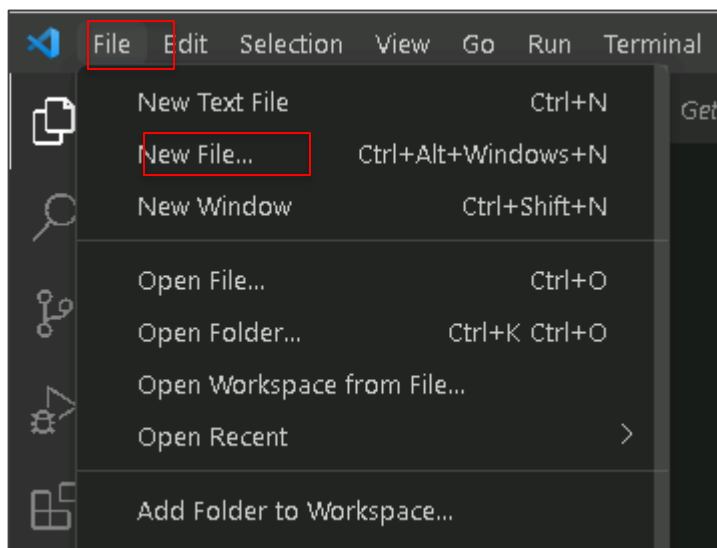 File Edit Selection View Go Run Terminal
New Text File Ctrl+N
Get
New File... Ctrl+Alt+Windows+N
New Window Ctrl+Shift+N
Open File... Ctrl+O
Open Folder... Ctrl+K Ctrl+O
Open Workspace from File...
Open Recent
Add Folder to Workspace...